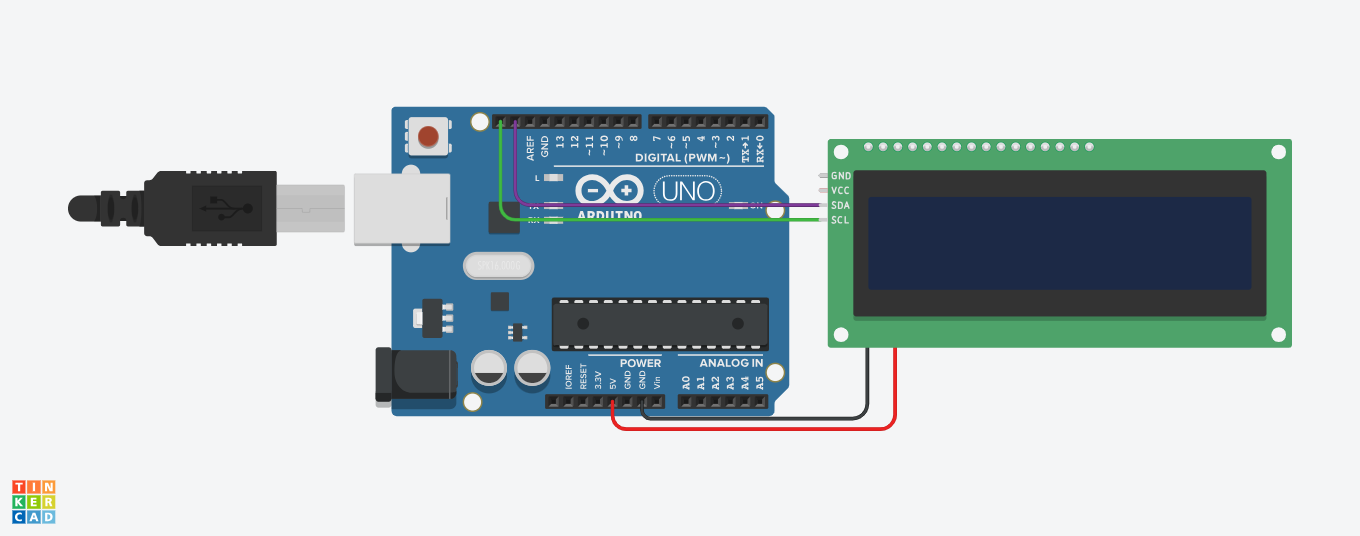 AREF
GND
13
12
~11
~10
~9
8
7
~6
~5
4
~3
2
TX→1
RX←0
DIGITAL (PWM~)
L
UNO
TX
RX
ON
ARDUINO
GND
VCC
SDA
SCL
POWER
ANALOG IN
IOREF
RESET
3.3V
5V
GND
GND
Vin
A0
A1
A2
A3
A4
A5
TIN
KER
CAD